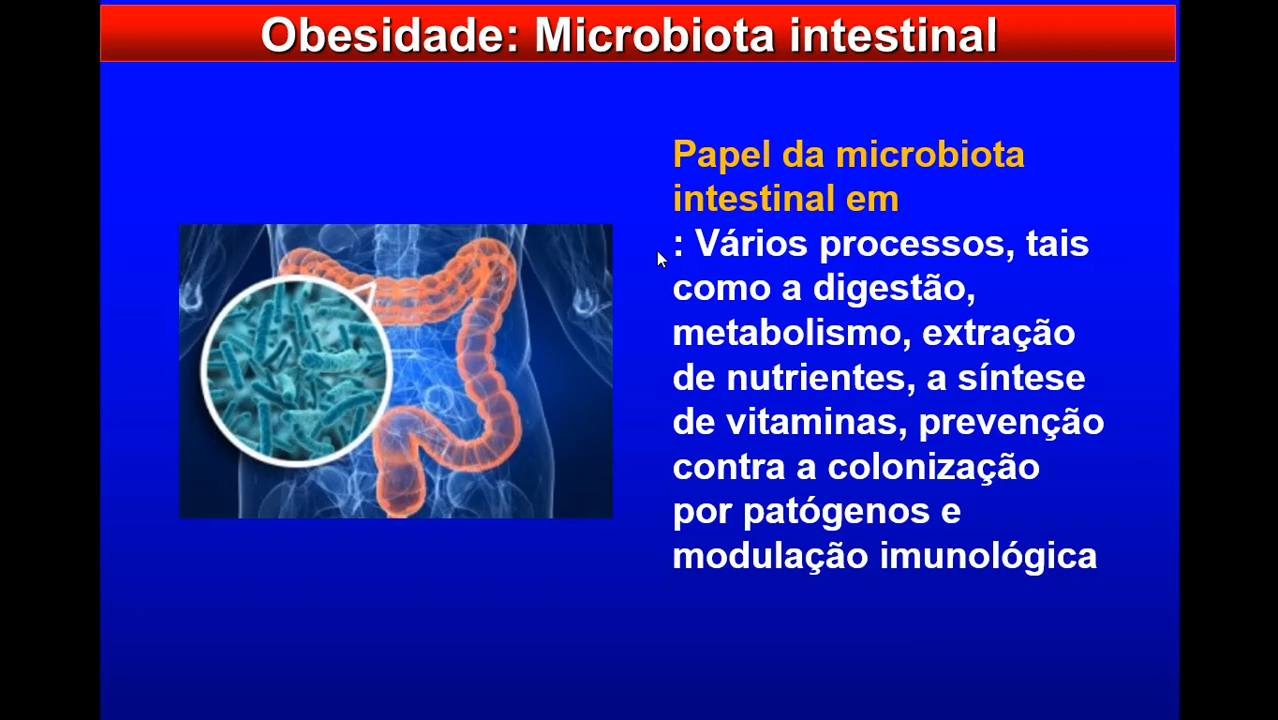 Obesidade: Microbiota intestinal
Papel da microbiota
intestinal em
: Vários processos, tais
como a digestão,
metabolismo, extração
de nutrientes, a síntese
de vitaminas, prevenção
contra a colonização
por patógenos e
modulação imunológica